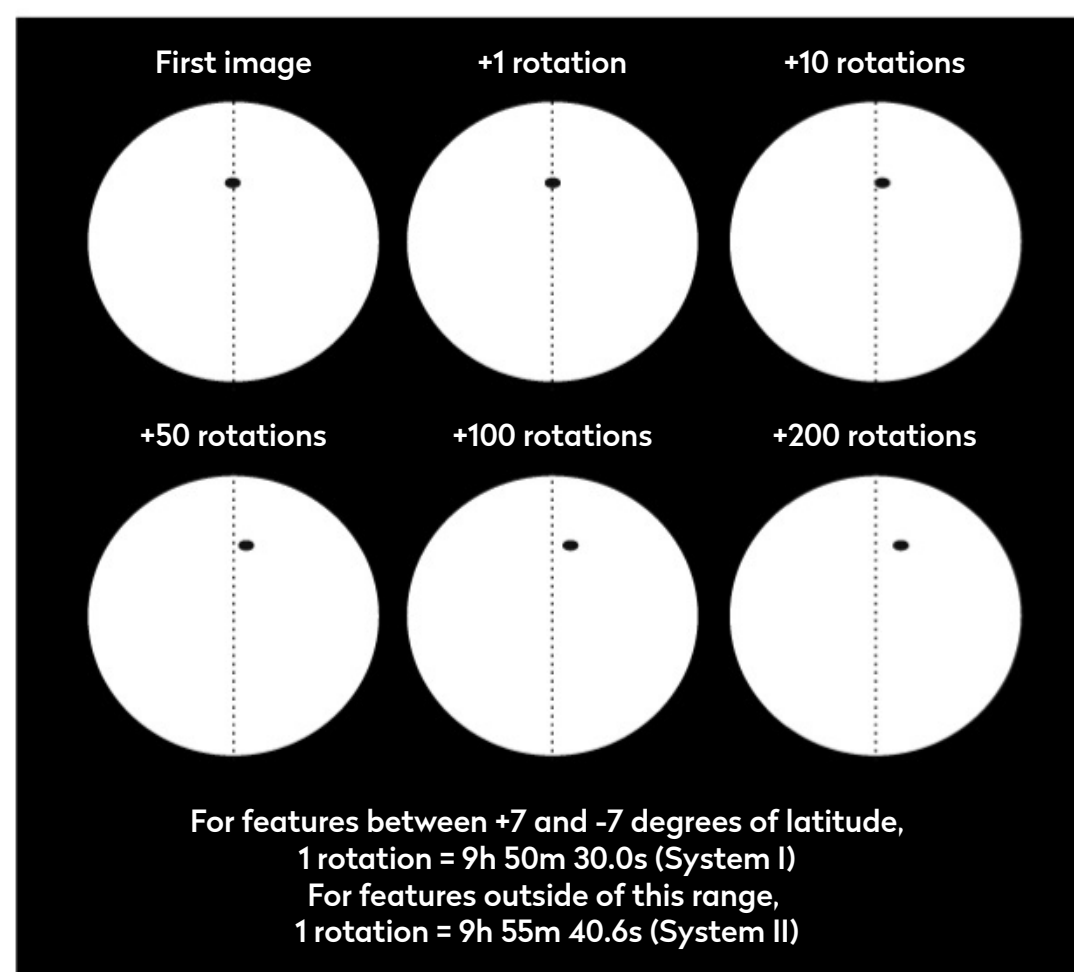 First image
+1 rotation
+10 rotations
+50 rotations
+100 rotations
+200 rotations
For features between +7 and -7 degrees of latitude,
1 rotation = 9h 50m 30.0s (System I)
For features outside of this range,
1 rotation = 9h 55m 40.6s (System II)